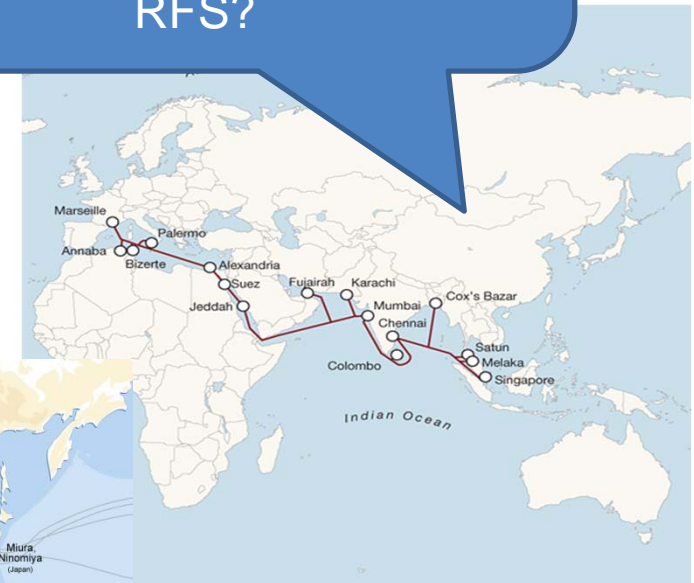 RFS?
Marseille
Palermo
Annaba
Bizerte
Alexandria
Suez
Fujairah
Karachi
Jeddah
Mumbai
Cox's Bazar
Chennai
Satun
Colombo
Melaka
Singapore
Indian Ocean
Miura,
Ninomiya
(Japan)